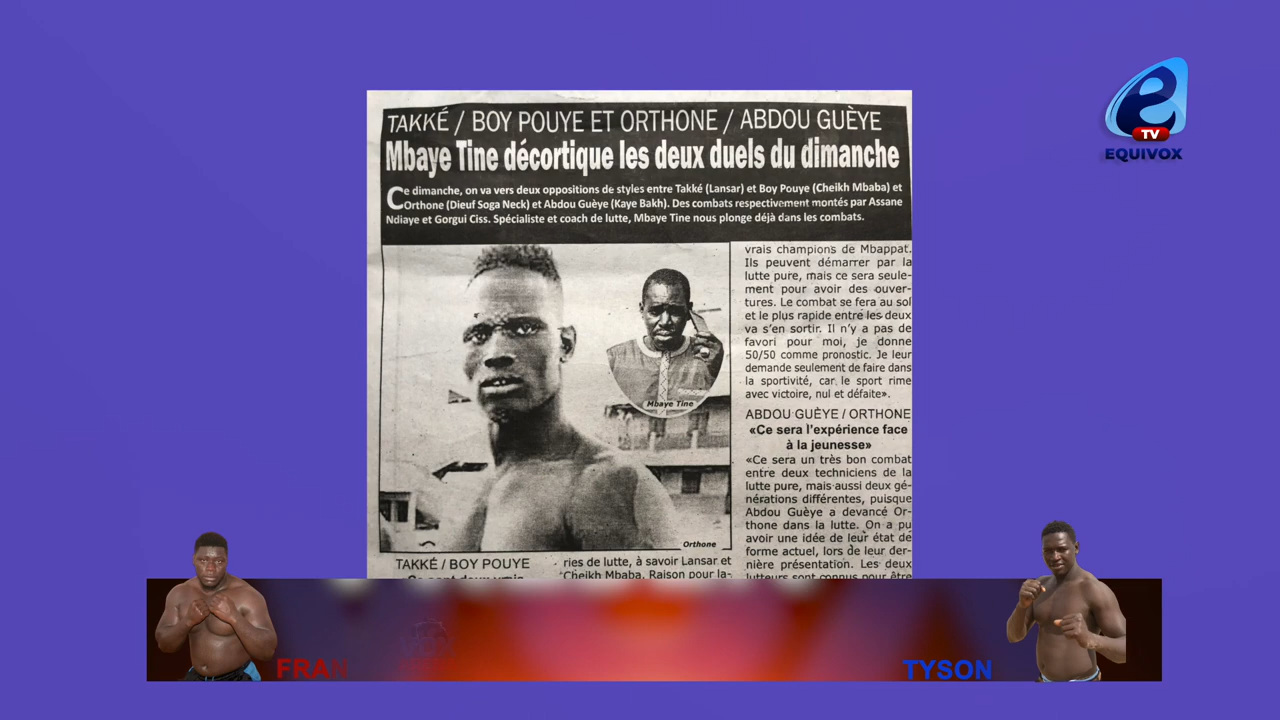 TAKKÉ / BOY POUYE ET ORTHONE / ABDOU GUÈYE
Mbaye Tine décortique les deux duels du dimanche
Ce dimanche, on va vers deux oppositions de styles entre Takké (Lansar) et Boy Pouye (Cheikh Mbaba) et
Orthone (Dieuf Soga Neck) et Abdou Guèye (Kaye Bakh). Des combats respectivement montés par Assane
Ndiaye et Gorgui Ciss. Spécialiste et coach de lutte, Mbaye Tine nous plonge déjà dans les combats.
Mbaye Tine
Orthone
TAKKÉ / BOY POUYE
ries de lutte, à savoir Lansar et
Cheikh Mbaba. Raison pour la-
vrais champions de Mbappat.
Ils peuvent démarrer par la
lutte pure, mais ce sera seule-
ment pour avoir des ouver-
tures. Le combat se fera au sol
et le plus rapide entre les deux
va s'en sortir. Il n'y a pas de
favori pour moi, je donne
50/50 comme pronostic. Je leur
demande seulement de faire dans
la sportivité, car le sport rime
avec victoire, nul et défaite».
ABDOU GUÈYE / ORTHONE
«Ce sera l'expérience face
à la jeunesse»
«Ce sera un très bon combat
entre deux techniciens de la
lutte pure, mais aussi deux gé-
nérations différentes, puisque
Abdou Guèye a devancé Or-
thone dans la lutte. On a pu
avoir une idée de leur état de
forme actuel, lors de leur der-
nière présentation. Les deux
lutteurs sont connus pour être
e
TV
EQUIVOX
FRAN
TYSON